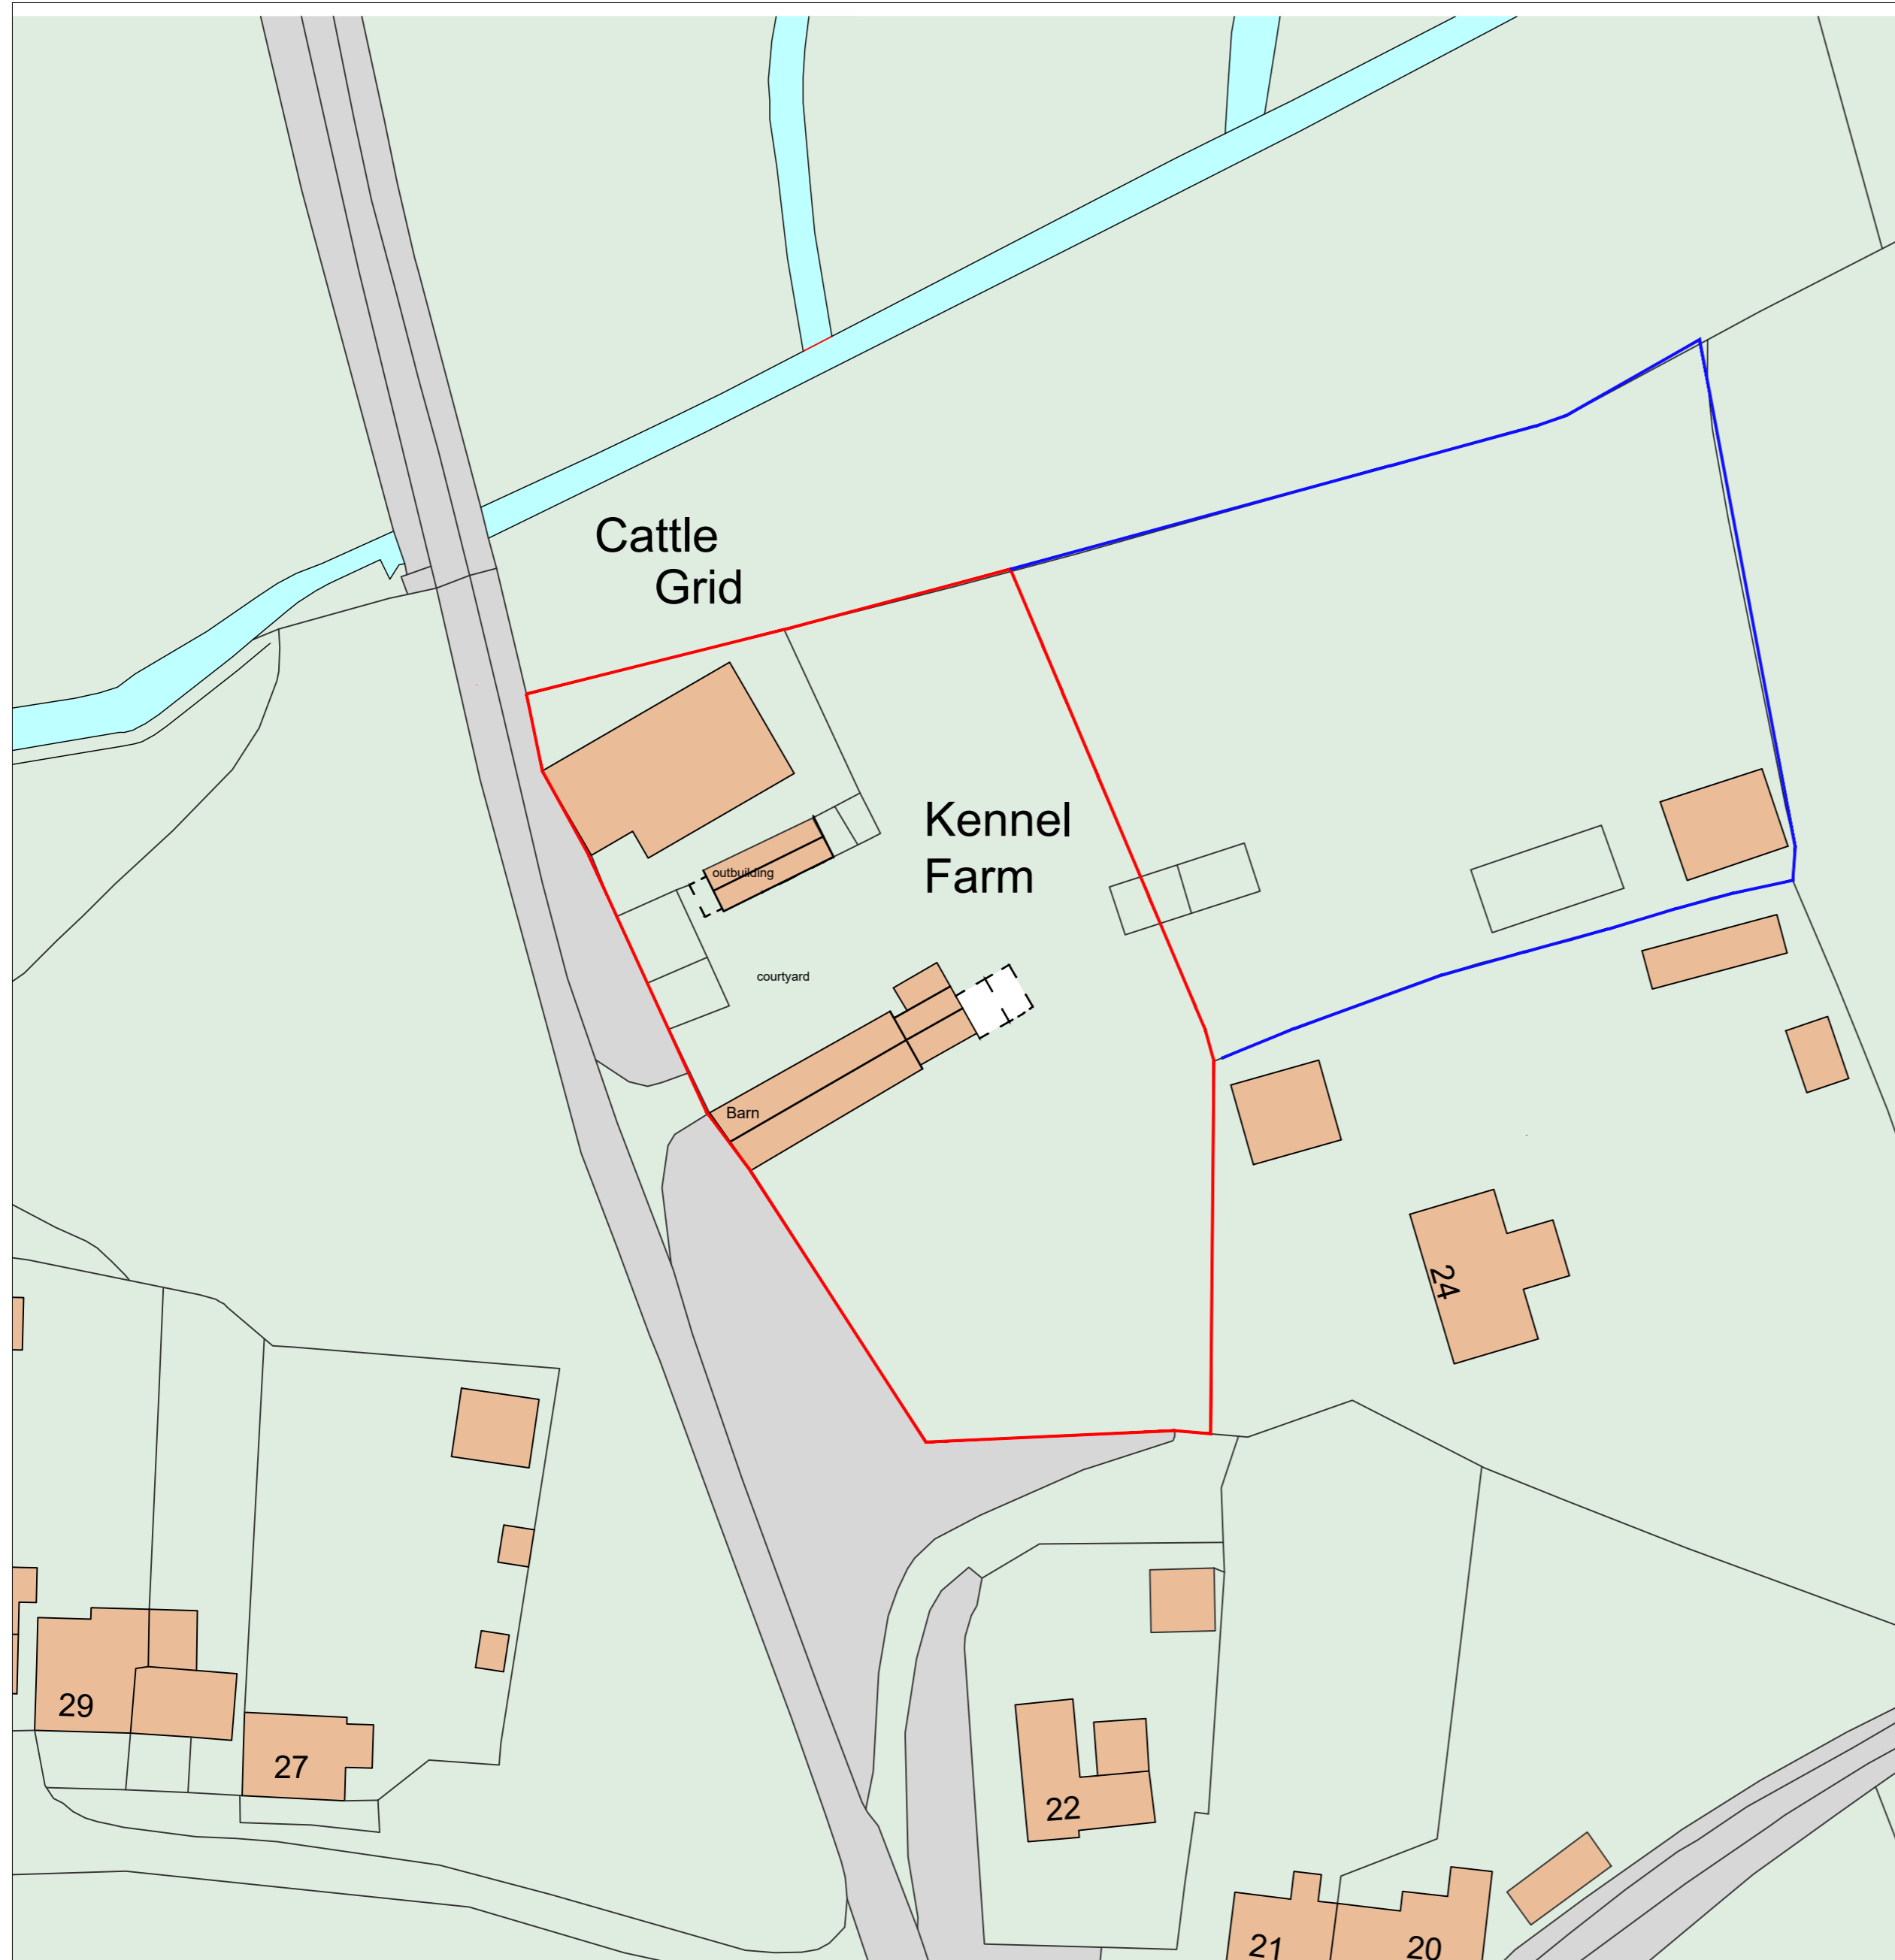 Cattle
Grid
Kennel
Farm
outbuilding
courtyard
Barn
24
29
27
22
21
20